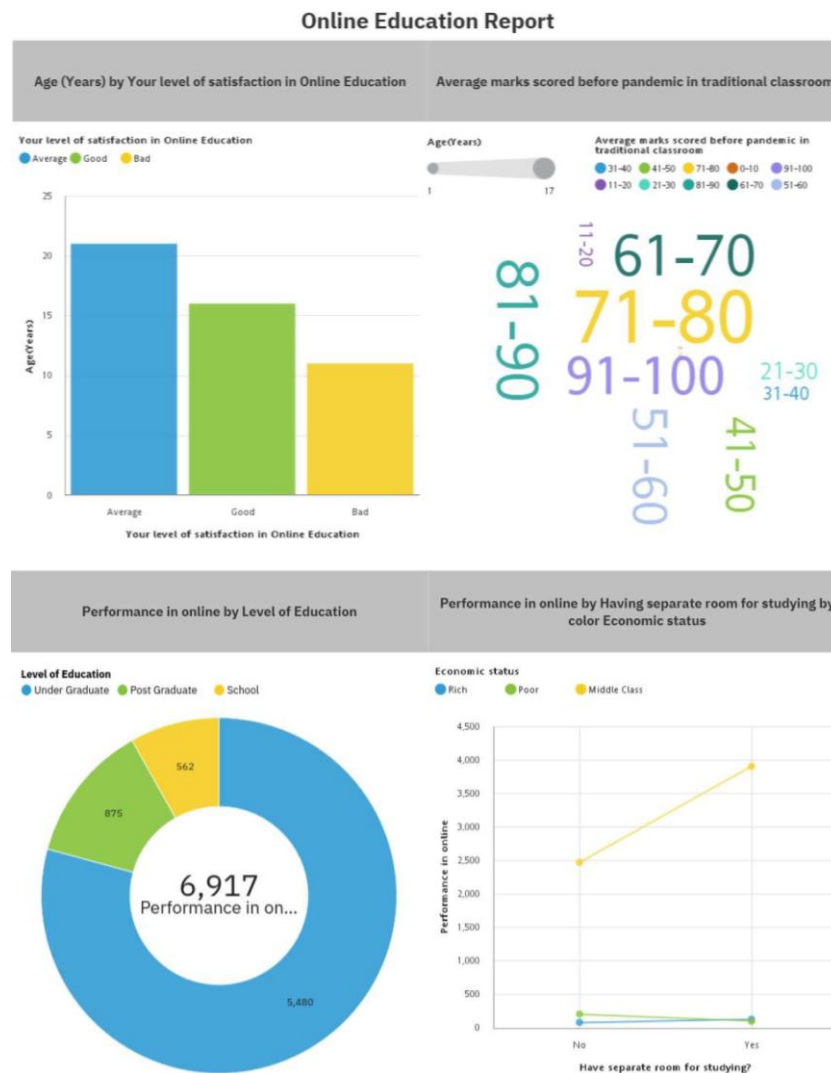 Online Education Report
Age (Years) by Your level of satisfaction in Online Education
Average marks scored before pandemic in traditional classroom
Your level of satisfaction in Online Education
Average Good Bad
Age(Years)
25
20
15
10
5
0
Average Good Bad
Your level of satisfaction in Online Education
Age(Years)
1 17
Average marks scored before pandemic in
traditional classroom
31-40 41-50 71-80 0-10 91-100
11-20 21-30 81-90 61-70 51-60
11-20
61-70
81-90
71-80
91-100
21-30
31-40
51-60
41-50
Performance in online by Level of Education
Performance in online by Having separate room for studying by
color Economic status
Level of Education
Under Graduate Post Graduate School
562
875
6,917
Performance in on...
5,480
Economic status
Rich Poor Middle Class
Performance in online
4,500
4,000
3,500
3,000
2,500
2,000
1,500
1,000
500
0
No Yes
Have separate room for studying?